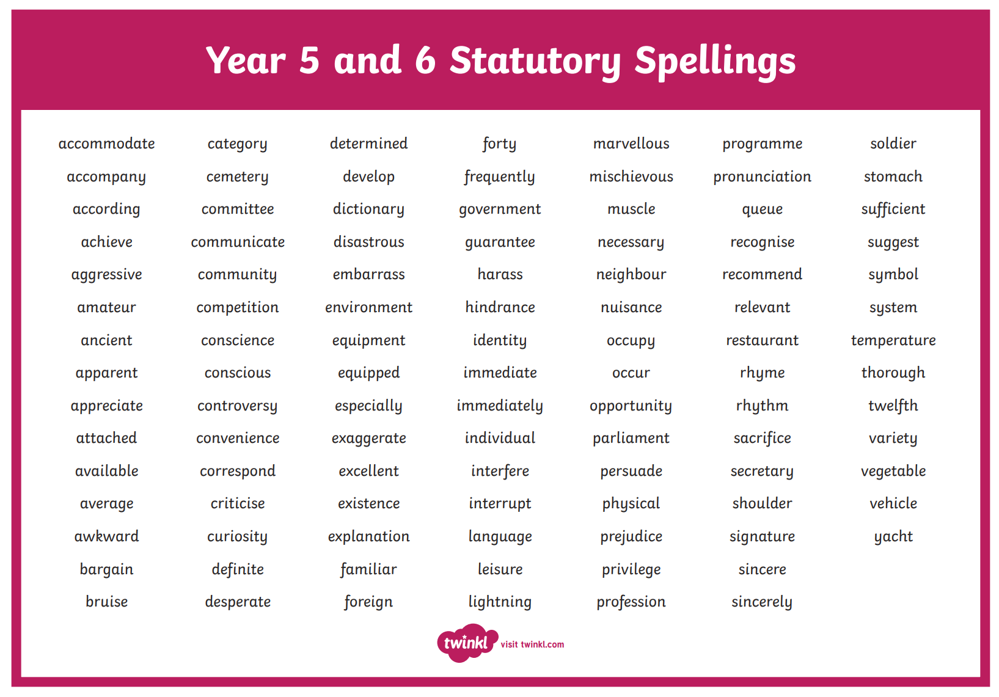 Year 5 and 6 Statutory Spellings
accommodate category determined forty marvellous programme soldier
accompany cemetery develop frequently mischievous pronunciation stomach
according committee dictionary government muscle queue sufficient
achieve communicate disastrous guarantee necessary recognise suggest
aggressive community embarrass harass neighbour recommend symbol
amateur competition environment hindrance nuisance relevant system
ancient conscience equipment identity occupy restaurant temperature
apparent conscious equipped immediate occur rhyme thorough
appreciate controversy especially immediately opportunity rhythm twelfth
attached convenience exaggerate individual parliament sacrifice variety
available correspond excellent interfere persuade secretary vegetable
average criticise existence interrupt physical shoulder vehicle
awkward curiosity explanation language prejudice signature yacht
bargain definite familiar leisure privilege sincere
bruise desperate foreign lightning profession sincerely
twinkl visit twinkl.com